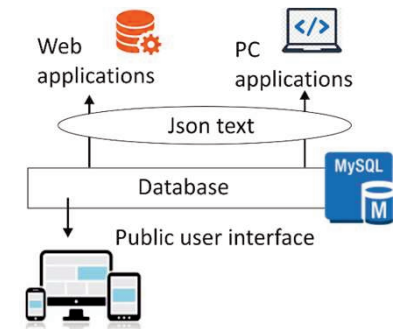 Web
applications
</>
PC
applications
Json text
Database
MySQL
M
Public user interface